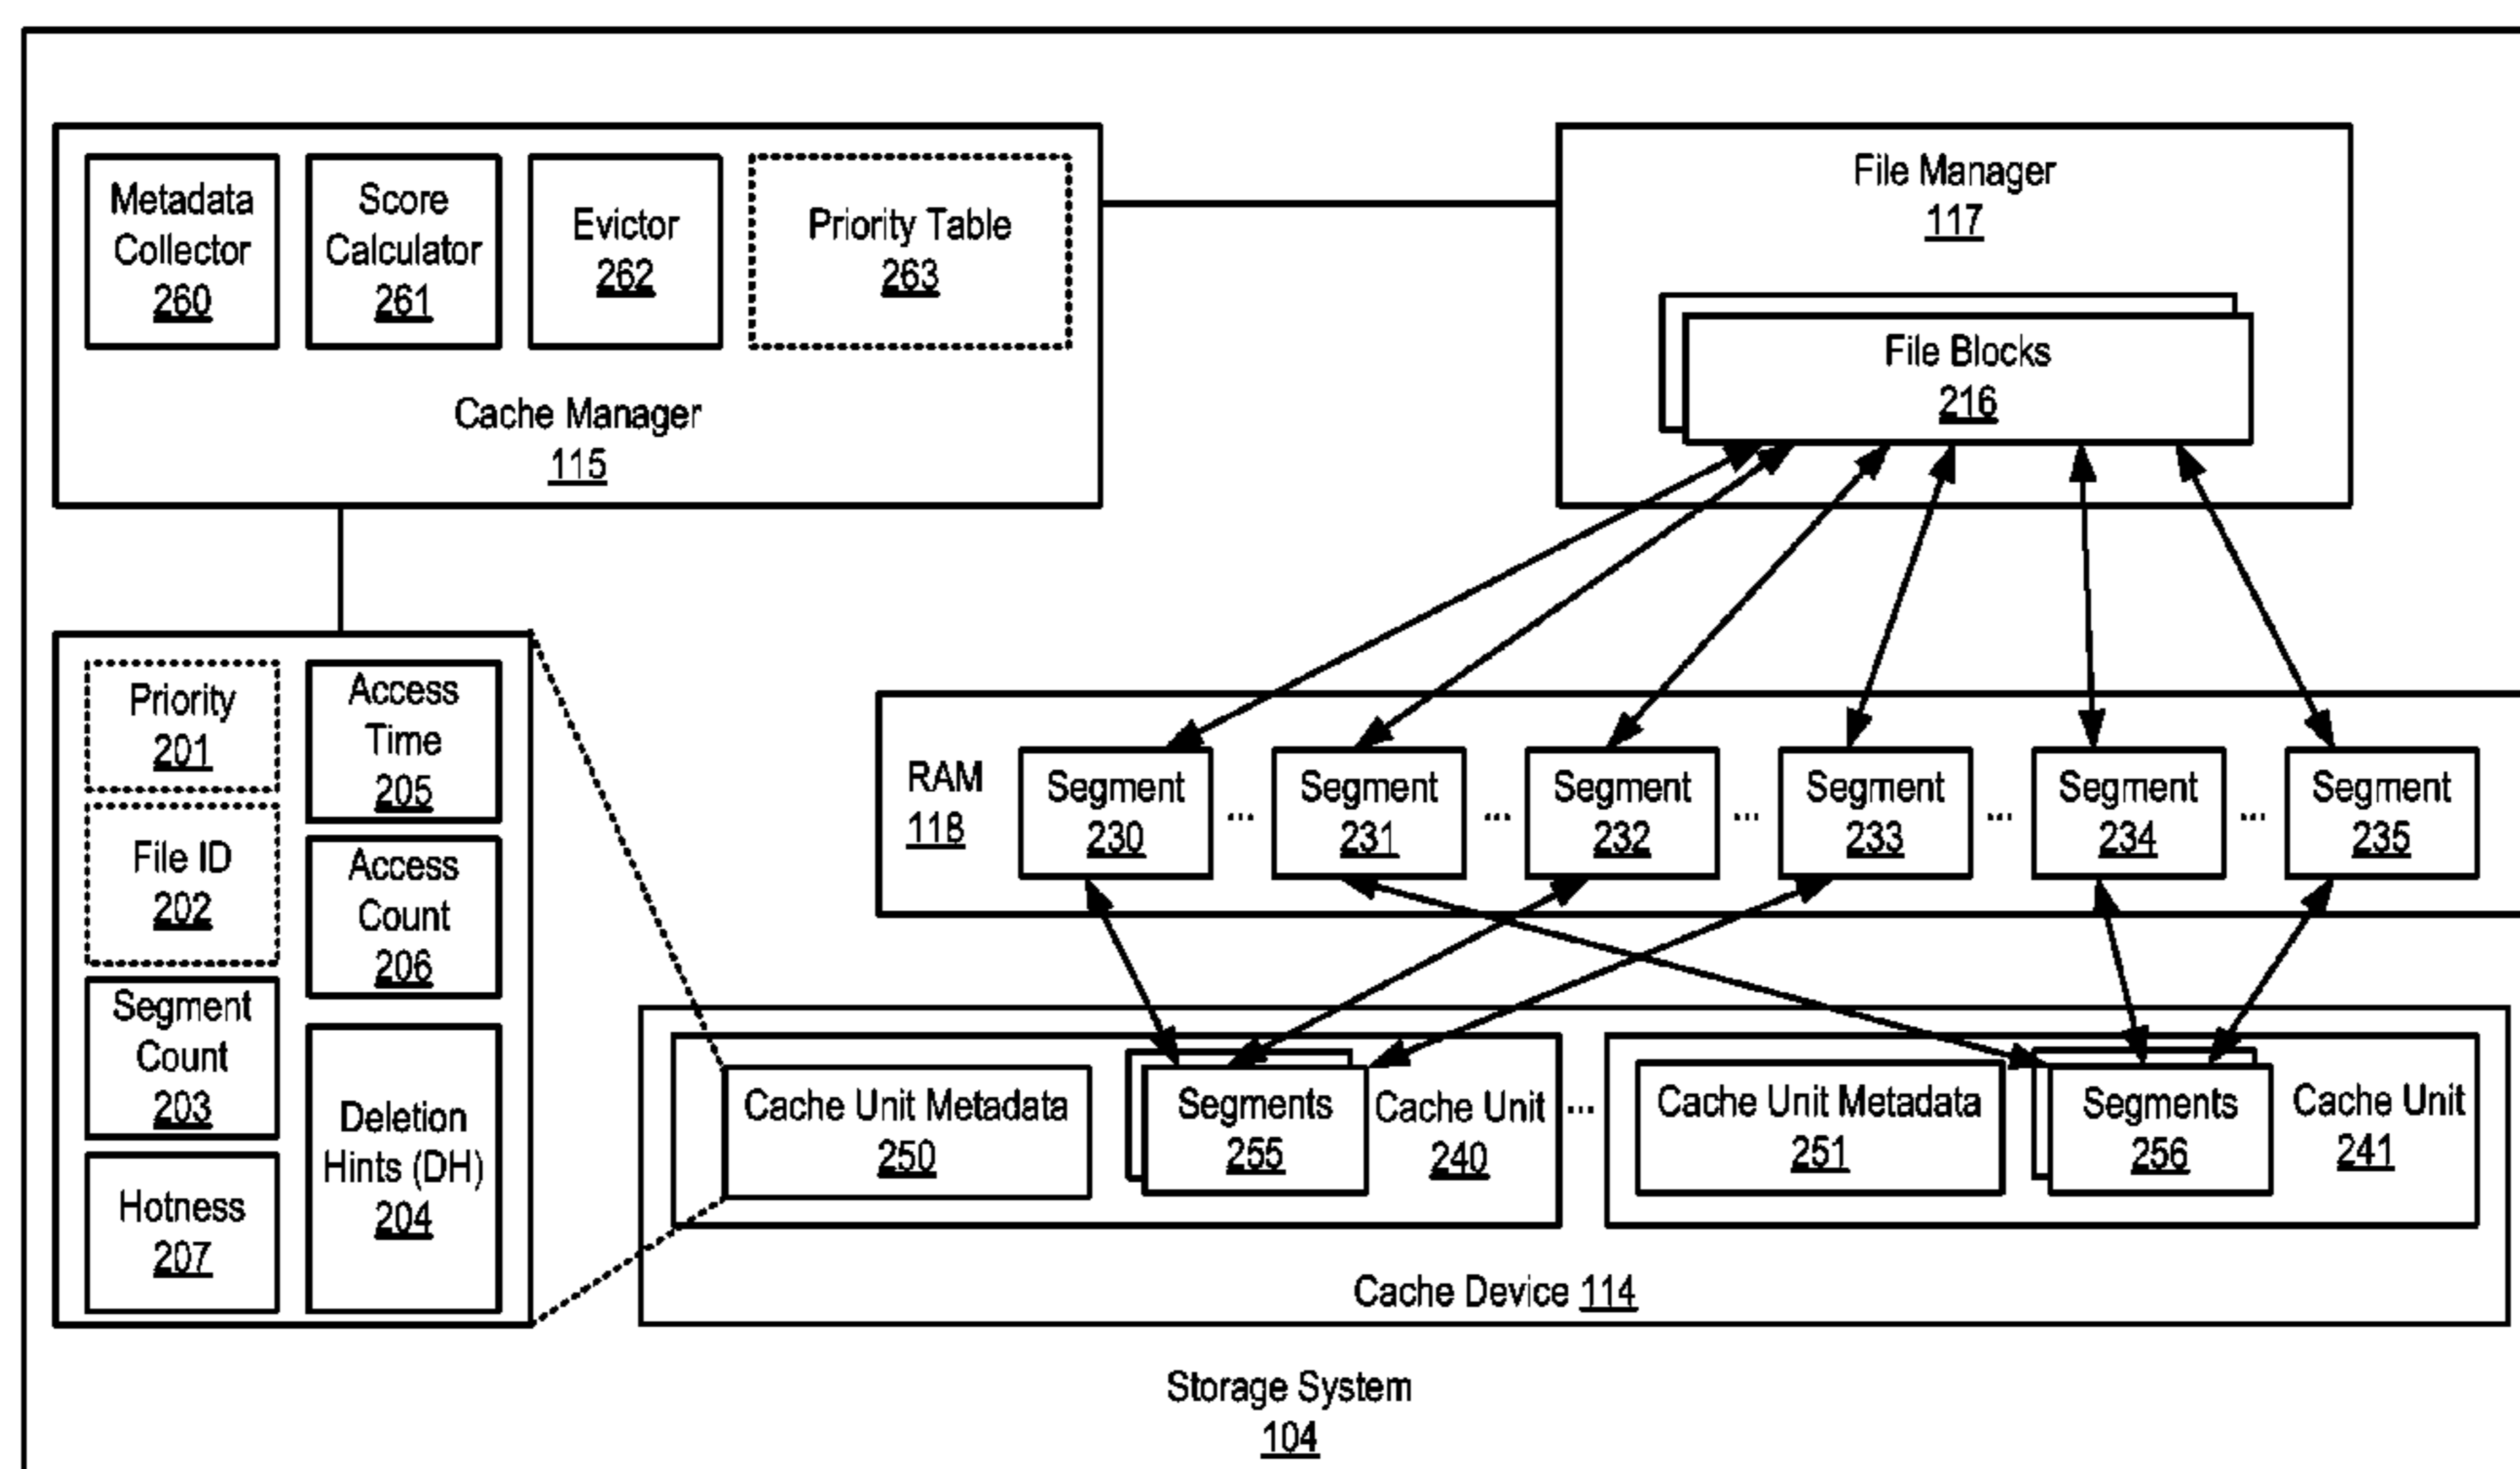 Metadata
Collector
260
Score
Calculator
261
Evictor
262
Priority Table
263
Cache Manager
115
File Manager
117
File Blocks
216
Priority
201
File ID
202
Segment
Count
203
Hotness
207
Access
Time
205
Access
Count
206
Deletion
Hints (DH)
204
RAM
118
Segment
230
...
Segment
231
...
Segment
232
...
Segment
233
...
Segment
234
...
Segment
235
Cache Unit Metadata
250
Segments
255
Cache Unit
240
...
Cache Unit Metadata
251
Segments
256
Cache Unit
241
Cache Device 114
Storage System
104